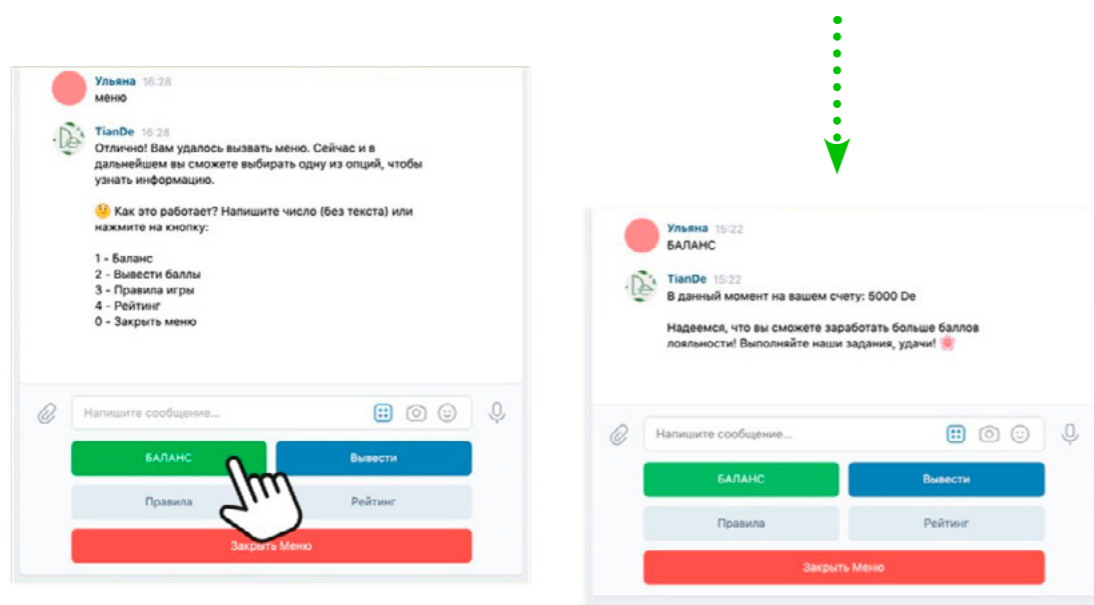 Ульяна 16:28
меню
TianDe 16:28
Отлично! Вам удалось вызвать меню. Сейчас и в
дальнейшем вы сможете выбирать одну из опций, чтобы
узнать информацию.
🤔 Как это работает? Напишите число (без текста) или
нажмите на кнопку:
1 - Баланс
2 - Вывести баллы
3 - Правила игры
4 - Рейтинг
0 - Закрыть меню
Напишите сообщение...
БАЛАНС
Вывести
Правила
Рейтинг
Закрыть Меню
Ульяна 15:22
БАЛАНС
TianDe 15:22
В данный момент на вашем счету: 5000 De
Надеемся, что вы сможете заработать больше баллов
лояльности! Выполняйте наши задания, удачи! 🌸
Напишите сообщение...
БАЛАНС
Вывести
Правила
Рейтинг
Закрыть Меню